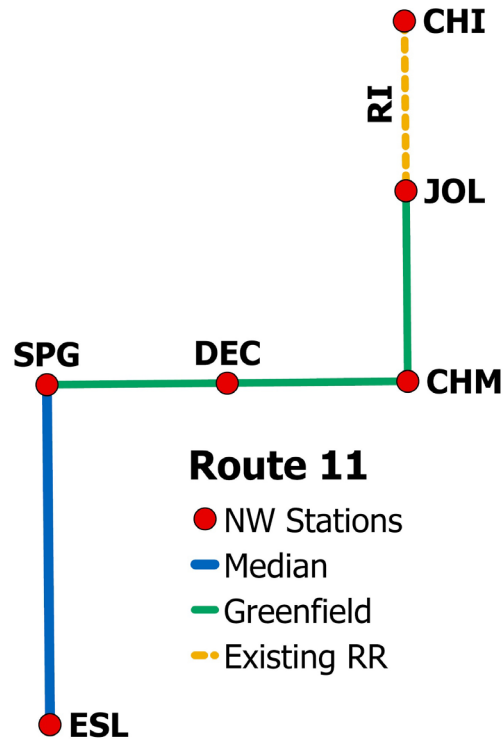 CHI
RI
JOL
SPG
DEC
CHM
Route 11
NW Stations
Median
Greenfield
Existing RR
ESL